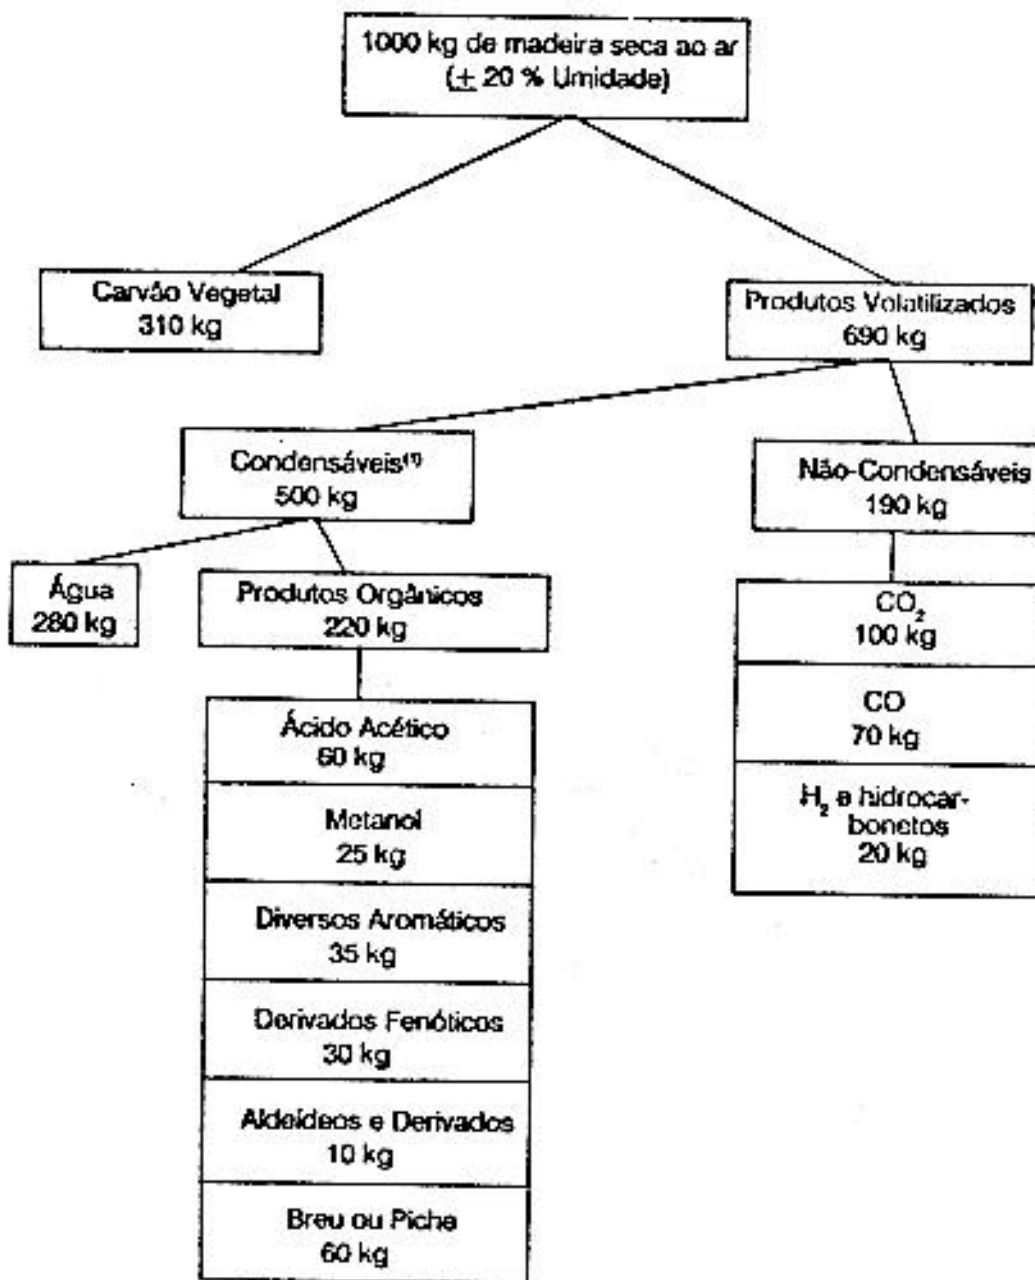 1000 kg de madeira seca ao ar
(± 20 % Umidade)
Carvão Vegetal
310 kg
Produtos Volatilizados
690 kg
Condensáveis⁽¹⁾
500 kg
Não-Condensáveis
190 kg
Água
280 kg
Produtos Orgânicos
220 kg
CO₂
100 kg
CO
70 kg
H₂ e hidrocar-
bonetos
20 kg
Ácido Acético
60 kg
Metanol
25 kg
Diversos Aromáticos
35 kg
Derivados Fenóticos
30 kg
Aldeídeos e Derivados
10 kg
Breu ou Piche
60 kg